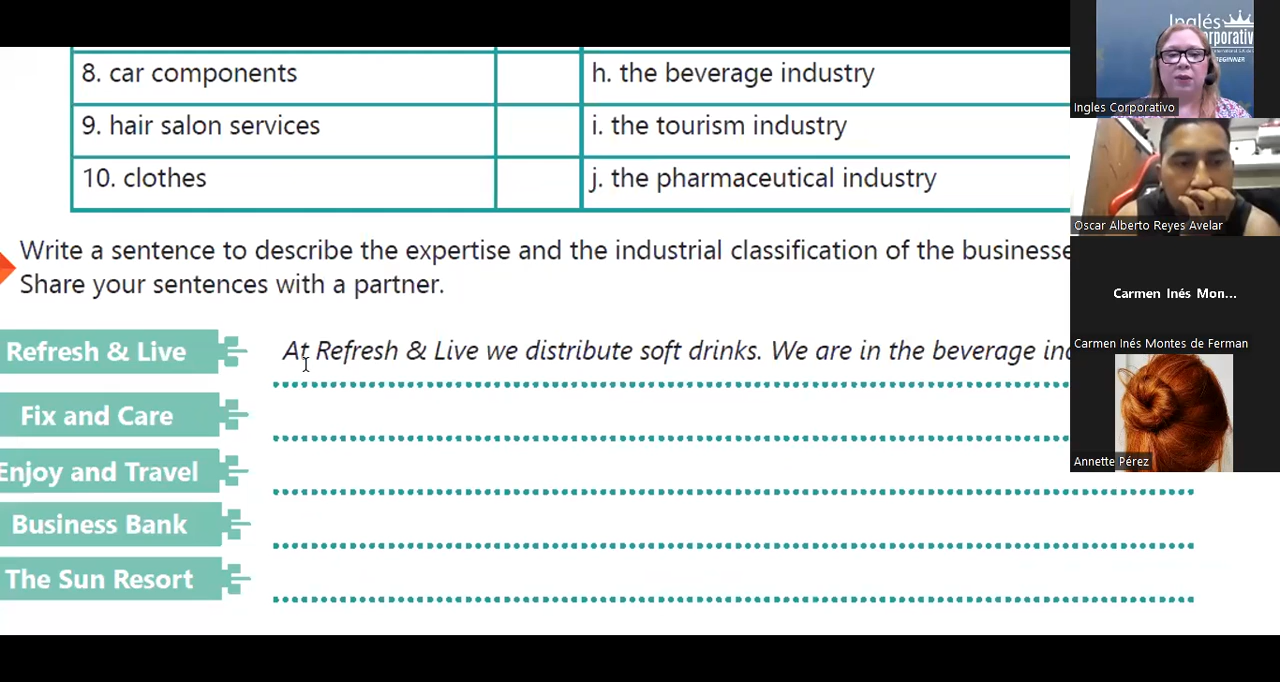 8. car components
h. the beverage industry
9. hair salon services
i. the tourism industry
10. clothes
j. the pharmaceutical industry
Write a sentence to describe the expertise and the industrial classification of the businesse
Share your sentences with a partner.
Refresh & Live
At Refresh & Live we distribute soft drinks. We are in the beverage
Fix and Care
Enjoy and Travel
Business Bank
The Sun Resort
Inglés
Ingles Corporativo
Oscar Alberto Reyes Avelar
Carmen Inés Mon...
Carmen Inés Montes de Ferman
Annette Pérez